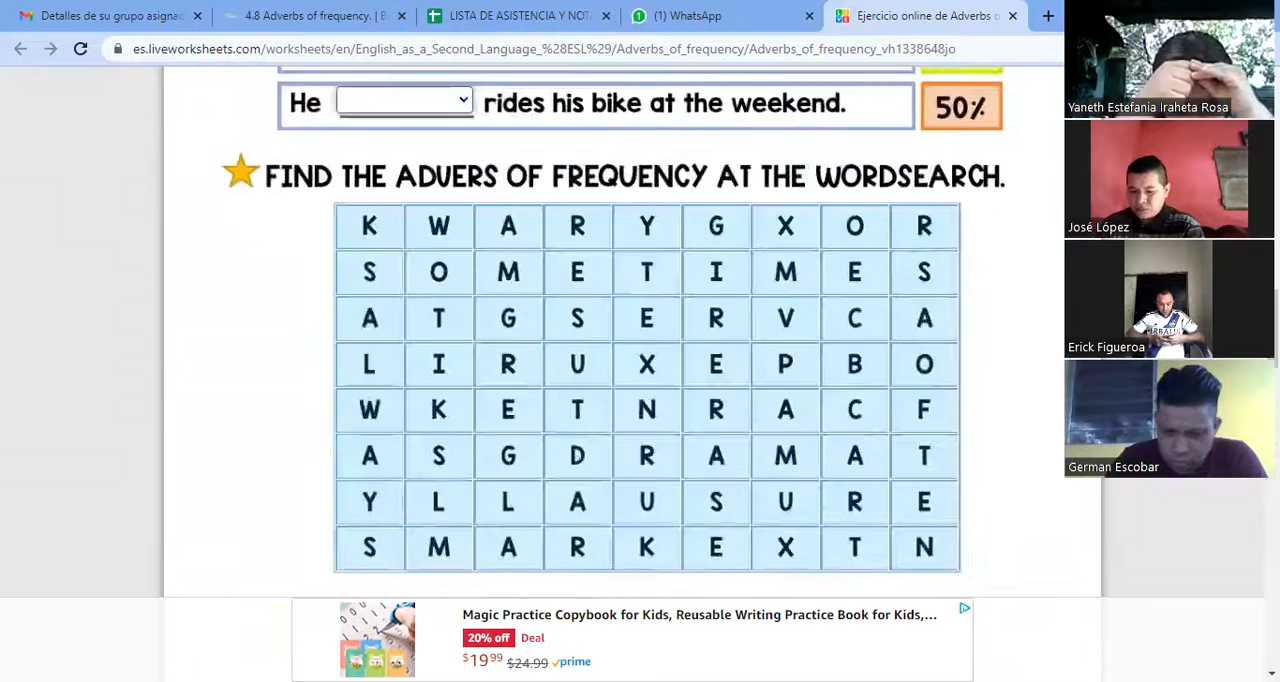 Detalles de su grupo asignac
4.8 Adverbs of frequency. | B
LISTA DE ASISTENCIA Y NOT
(1) WhatsApp
Ejercicio online de Adverbs o
es.liveworksheets.com/worksheets/en/English_as_a_Second_Language_%28ESL%29/Adverbs_of_frequency/Adverbs_of_frequency_vh1338648jo
He rides his bike at the weekend. 50%
FIND THE ADVERS OF FREQUENCY AT THE WORDSEARCH.
K W A R Y G X O R
S O M E T I M E S
A T G S E R V C A
L I R U X E P B O
W K E T N R A C F
A S G D R A M A T
Y L L A U S U R E
S M A R K E X T N
Magic Practice Copybook for Kids, Reusable Writing Practice Book for Kids,...
20% off Deal
$19.99 $24.99 prime
Yaneth Estefanía Iraheta Rosa
José López
Erick Figueroa
German Escobar